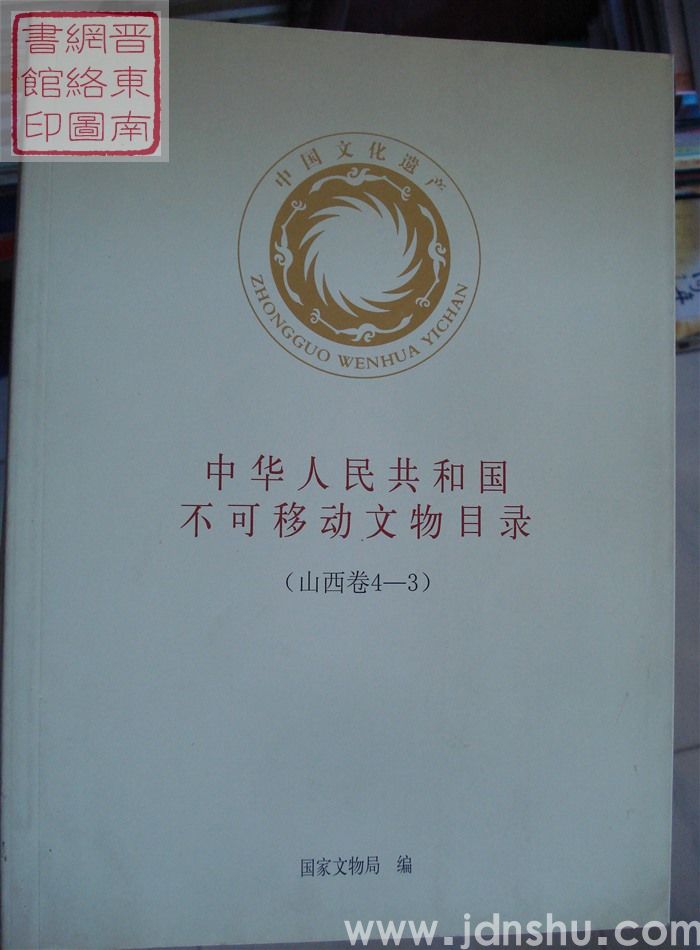 晋東南
網絡圖
書館印
中国文化遗产
ZHONGGUO WENHUA YICHAN
中华人民共和国
不可移动文物目录
（山西卷4—3）
国家文物局 编
www.jdnshu.com